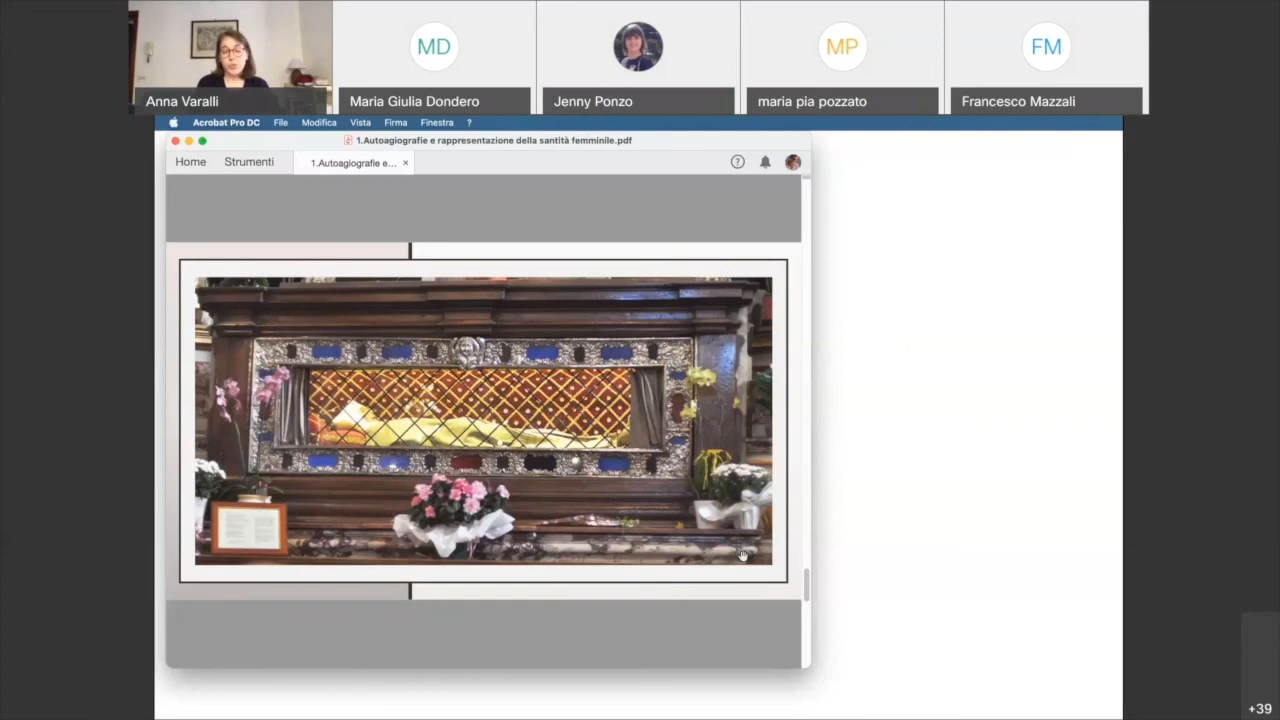 MD
MP
FM
Anna Varalli
Maria Giulia Dondero
Jenny Ponzo
maria pia pozzato
Francesco Mazzali
Acrobat Pro DC File Modifica Vista Firma Finestra ?
1.Autoagiografie e rappresentazione della santità femminile.pdf
Home Strumenti 1.Autoagiografie e... × ?
+39